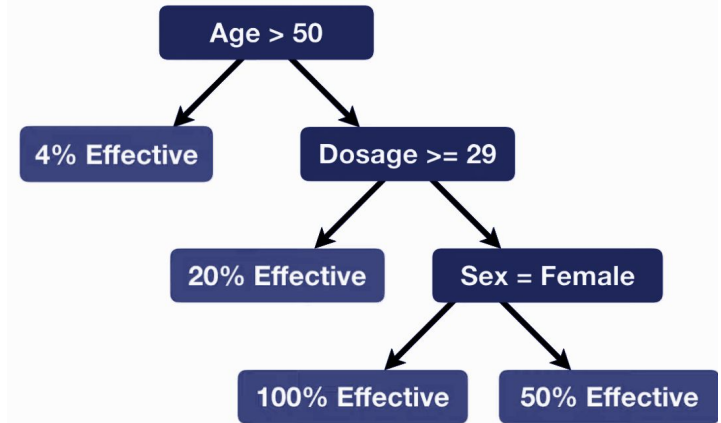 Age > 50
4% Effective
Dosage >= 29
20% Effective
Sex = Female
100% Effective
50% Effective